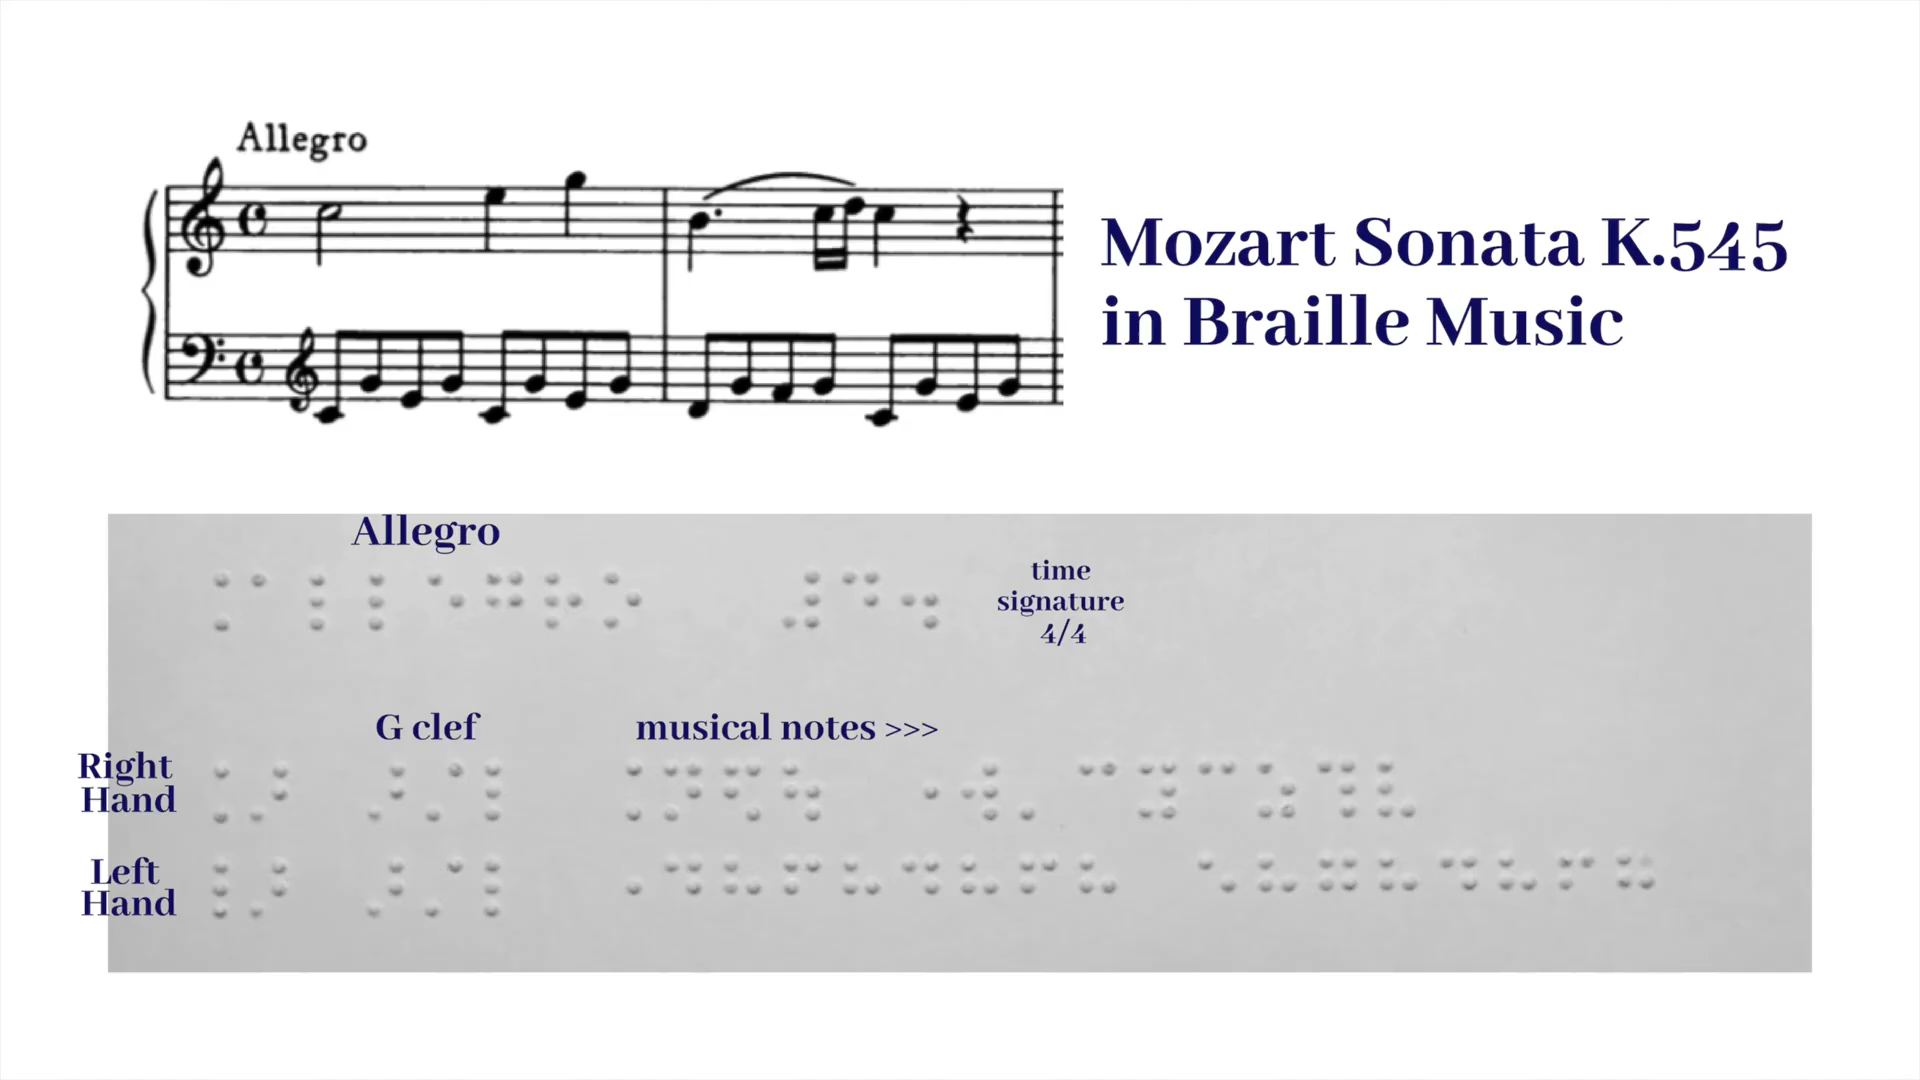 Allegro
Mozart Sonata K.545
in Braille Music
Allegro
⠨⠁⠇⠇⠑⠛⠗⠕ ⠼⠙⠲
time
signature
4/4
G clef
musical notes >>>
Right
Hand
⠨⠜ ⠜⠌⠇ ⠨⠝⠫⠳ ⠐⠺⠄⠉⠽⠉⠵⠹⠧
Left
Hand
⠸⠜ ⠜⠌⠇ ⠐⠙⠓⠋⠓⠙⠓⠋⠓ ⠑⠓⠛⠓⠙⠓⠋⠓